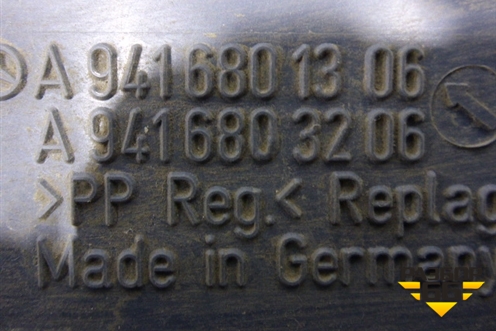 A 941 680 13 06
A 941 680 32 06
>PP Reg.< Replag
Made in Germany